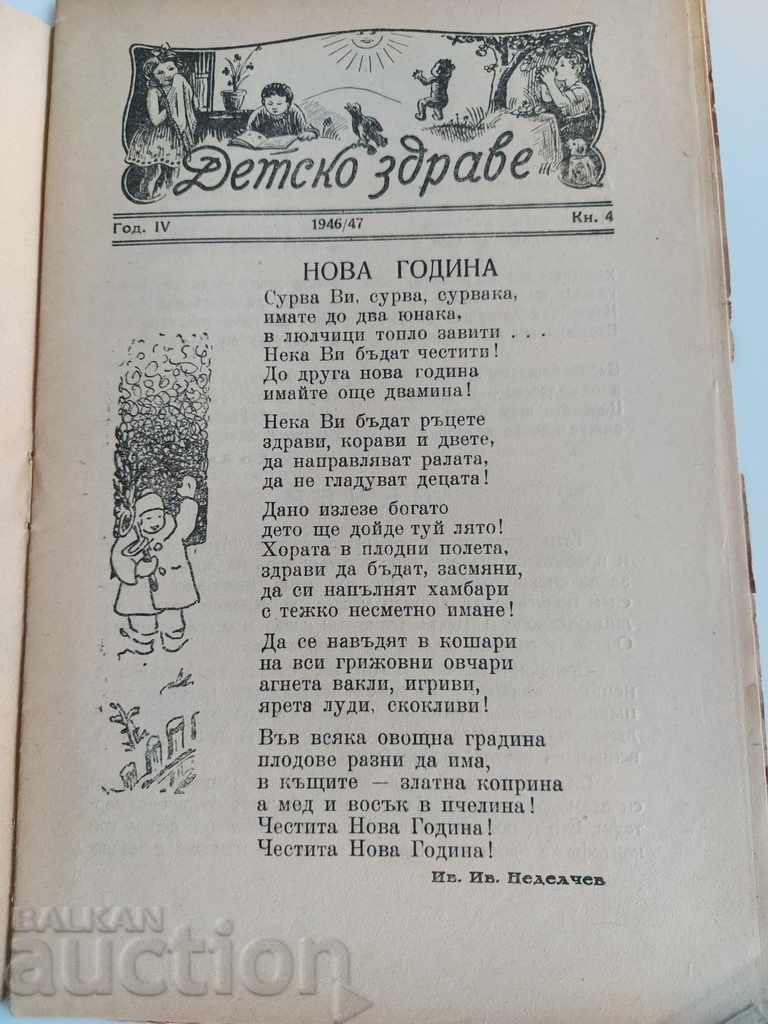 Детско здраве
Год. IV 1946/47 Кн. 4
НОВА ГОДИНА
Сурва Ви, сурва, сурвака,
имате до два юнака,
в люлчици топло завити . . .
Нека Ви бъдат честити!
До друга нова година
имайте още двамина!
Нека Ви бъдат ръцете
здрави, корави и двете,
да направляват ралата,
да не гладуват децата!
Дано излезе богато
дето ще дойде туй лято!
Хората в плодни полета,
здрави да бъдат, засмяни,
да си напълнят хамбари
с тежко несметно имане!
Да се навъдят в кошари
на вси грижовни овчари
агнета вакли, игриви,
ярета луди, скокливи!
Във всяка овощна градина
плодове разни да има,
в къщите — златна коприна
а мед и восък в пчелина!
Честита Нова Година!
Честита Нова Година!
Ив. Ив. Неделчев
BALKAN
auction
.com